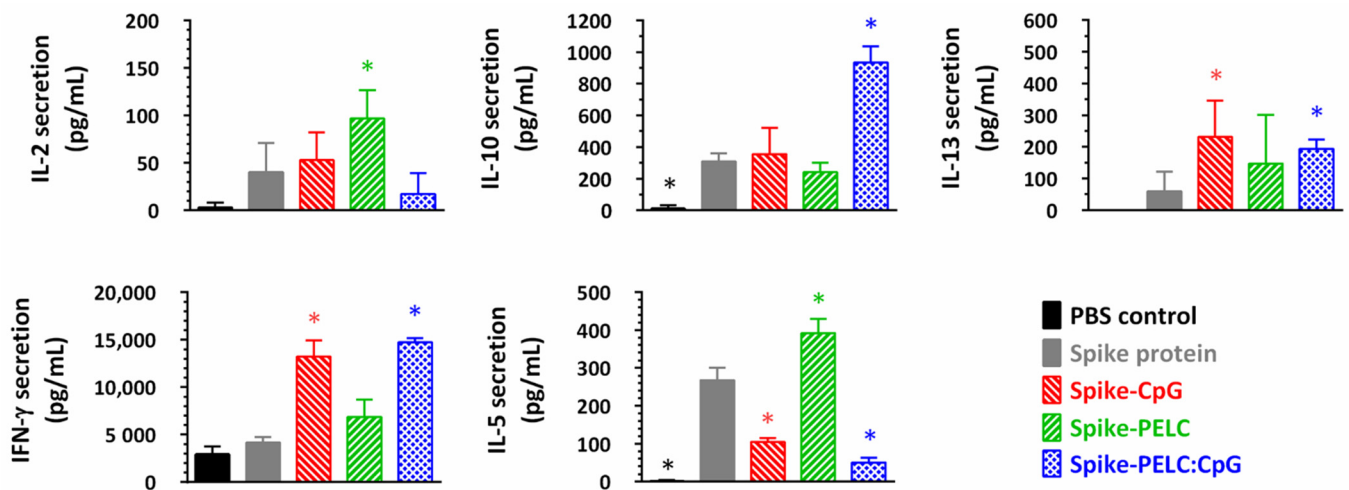 IL-2 secretion
(pg/mL)
200
150
100
50
0
*
IL-10 secretion
(pg/mL)
1200
1000
800
600
400
200
0
*
*
IL-13 secretion
(pg/mL)
600
500
400
300
200
100
0
*
*
IFN-γ secretion
(pg/mL)
20,000
15,000
10,000
5 000
0
*
*
IL-5 secretion
(pg/mL)
500
400
300
200
100
0
*
*
*
*
PBS control
Spike protein
Spike-CpG
Spike-PELC
Spike-PELC:CpG